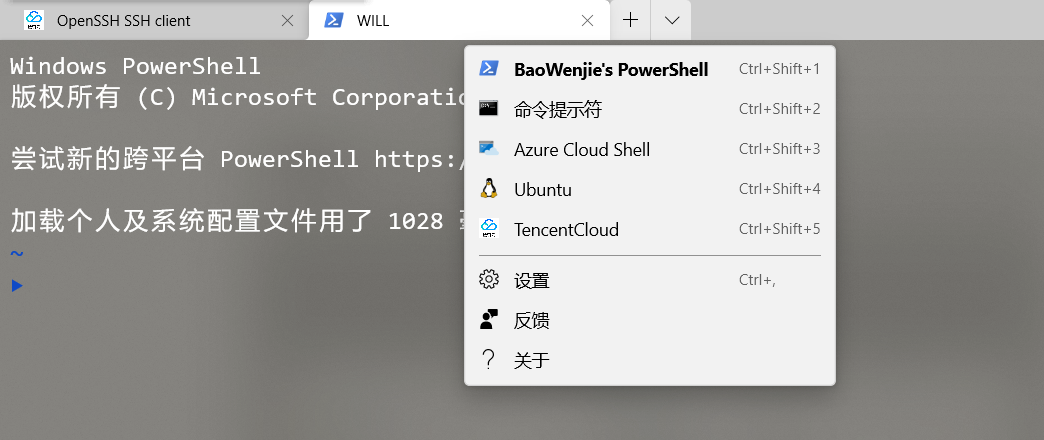 OpenSSH SSH client
WILL
Windows PowerShell
版权所有 (C) Microsoft Corporatio
尝试新的跨平台 PowerShell https:/
加载个人及系统配置文件用了 1028
~
BaoWenjie's PowerShell Ctrl+Shift+1
命令提示符 Ctrl+Shift+2
Azure Cloud Shell Ctrl+Shift+3
Ubuntu Ctrl+Shift+4
TencentCloud Ctrl+Shift+5
设置 Ctrl+,
反馈
关于